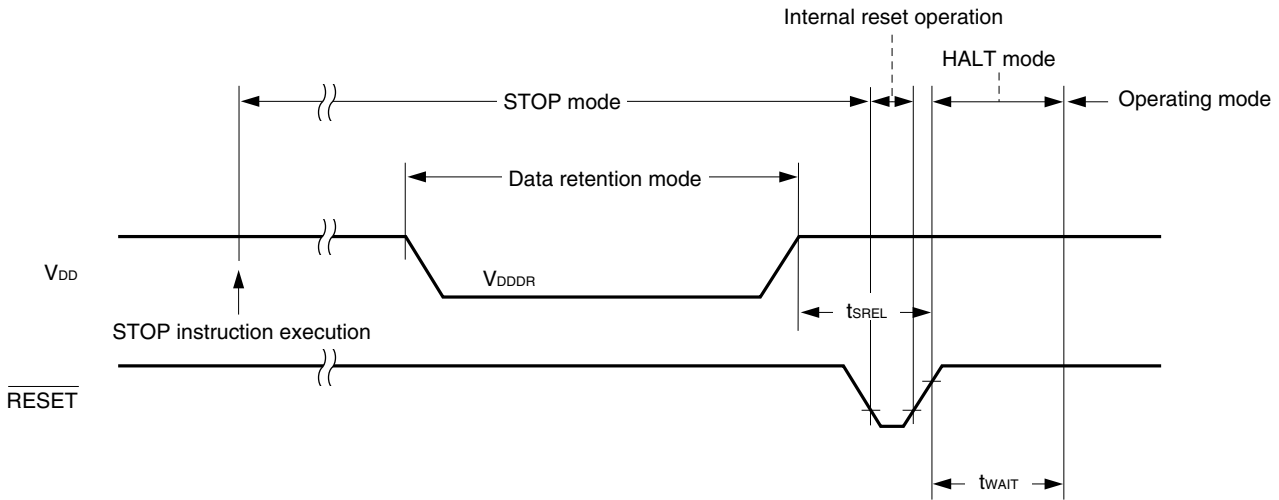 Internal reset operation
HALT mode
STOP mode
Operating mode
Data retention mode
VDD
VDDDR
STOP instruction execution
tSREL
RESET
tWAIT